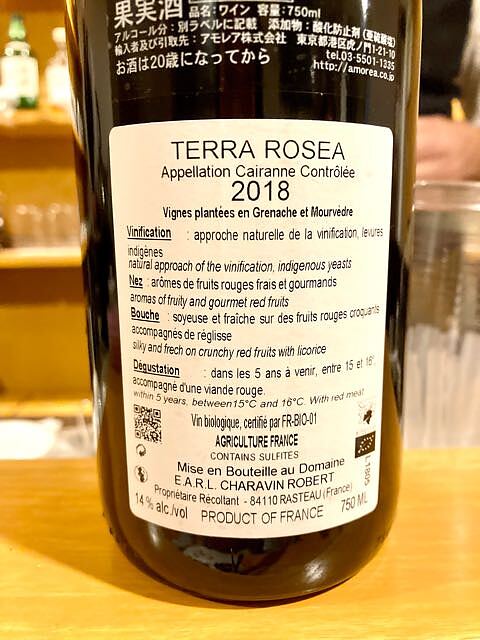 果実酒 品名:ワイン 容量:750ml
アルコール分:別ラベルに記載 添加物:酸化防止剤(亜硫酸塩)
輸入者及び引取先:アモレア株式会社 東京都港区虎ノ門1-21-10
お酒は20歳になってから tel.03-5501-1335
http://amorea.co.jp
TERRA ROSEA
Appellation Cairanne Contrôlée
2018
Vignes plantées en Grenache et Mourvèdre
Vinification : approche naturelle de la vinification, levures
indigènes
natural approach of the vinification, indigenous yeasts
Nez : arômes de fruits rouges frais et gourmands
aromas of fruity and gourmet red fruits
Bouche : soyeuse et fraîche sur des fruits rouges croquants
accompagnés de réglisse
silky and frech on crunchy red fruits with licorice
Dégustation : dans les 5 ans à venir, entre 15 et 16°,
accompagné d'une viande rouge.
within 5 years, between15°C and 16°C. With red meat
Vin biologique, certifié par FR-BIO-01
AGRICULTURE FRANCE
CONTAINS SULFITES
Mise en Bouteille au Domaine
E.A.R.L. CHARAVIN ROBERT
Propriétaire Récoltant - 84110 RASTEAU (France)
14 % alc./vol PRODUCT OF FRANCE 750 ML
L1805